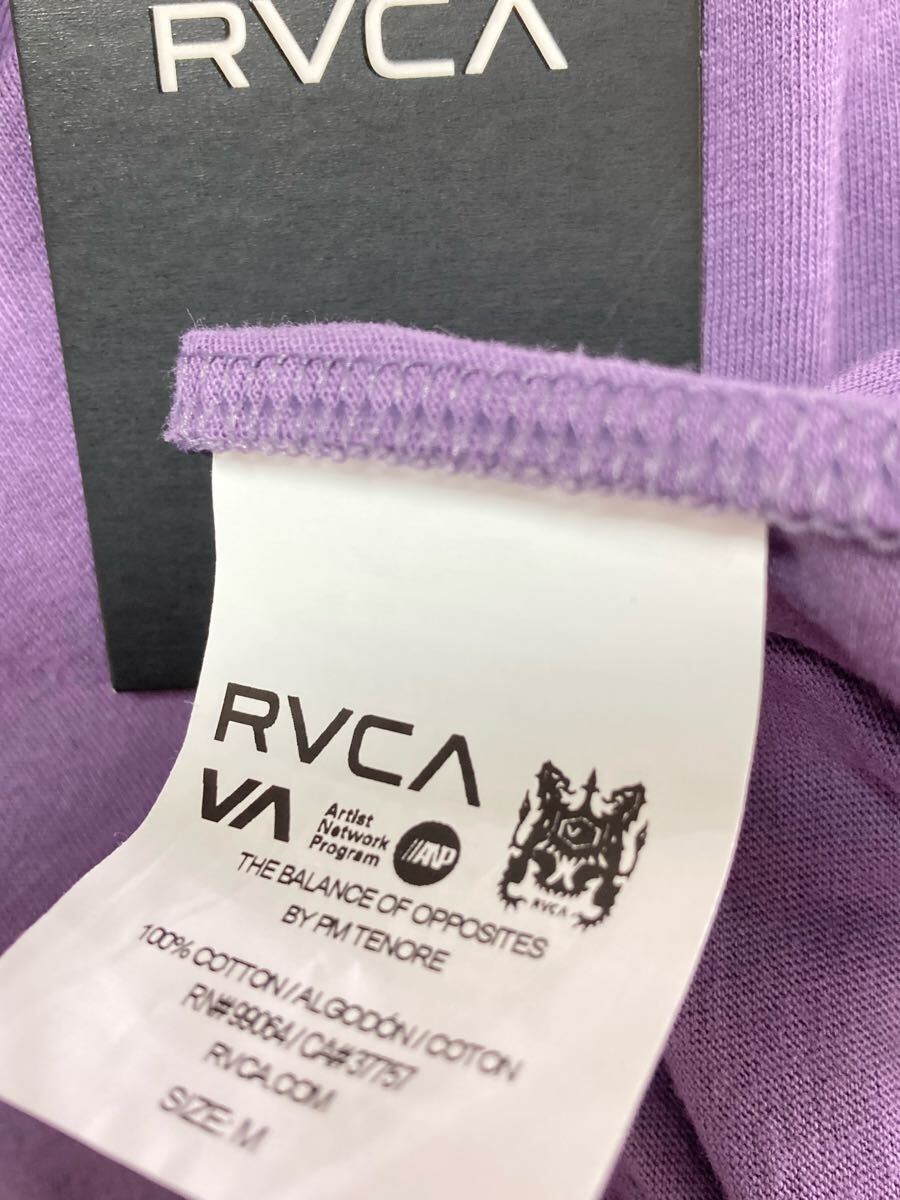 RVCA
RVCA
VA
Artist
Network
Program
ANP
RVCA
THE BALANCE OF OPPOSITES
BY PM TENORE
100% COTTON / ALGODÓN / COTON
RN# 99064 / CA# 37757
RVCA.COM
SIZE: M